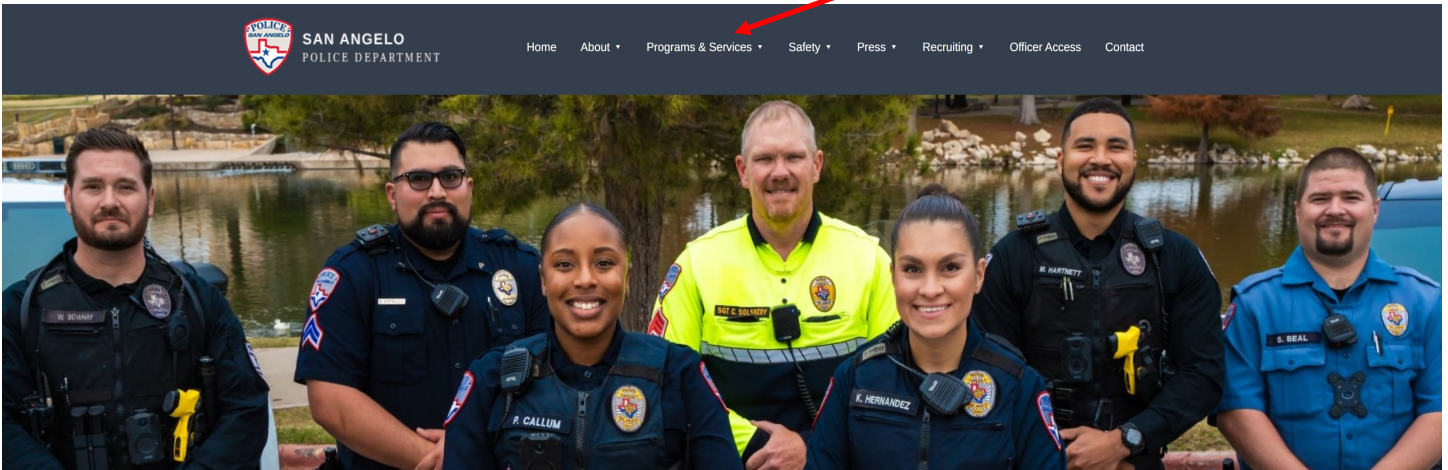 POLICE
SAN ANGELO
SAN ANGELO
POLICE DEPARTMENT
Home About Programs & Services Safety Press Recruiting Officer Access Contact
W. BOWHAY
P. CALLUM
SGT C. SOLSBERY
K. HERNANDEZ
M. HARTNETT
S. BEAL